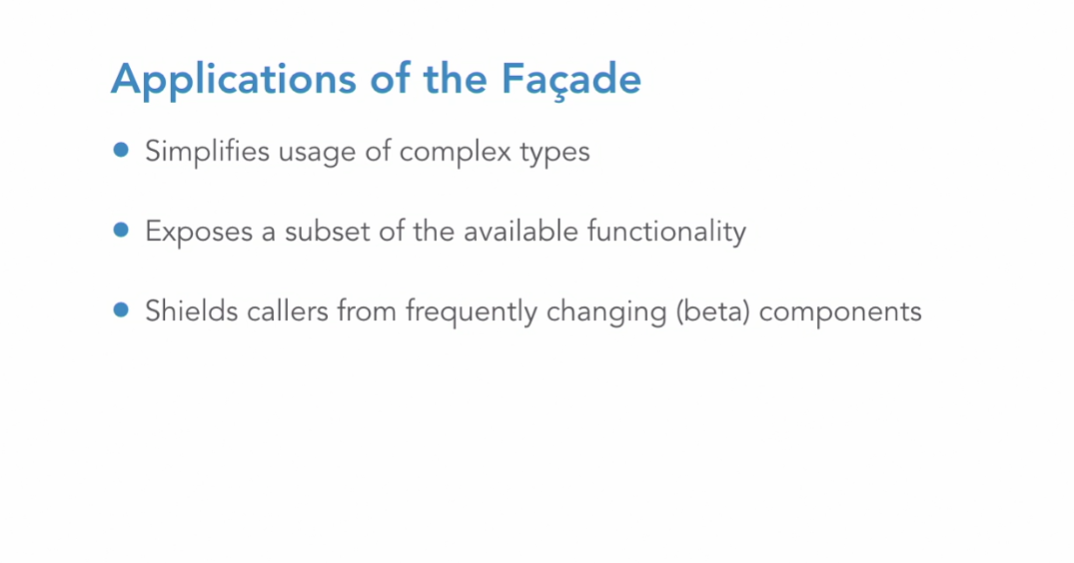 Applications of the Façade
Simplifies usage of complex types
Exposes a subset of the available functionality
Shields callers from frequently changing (beta) components